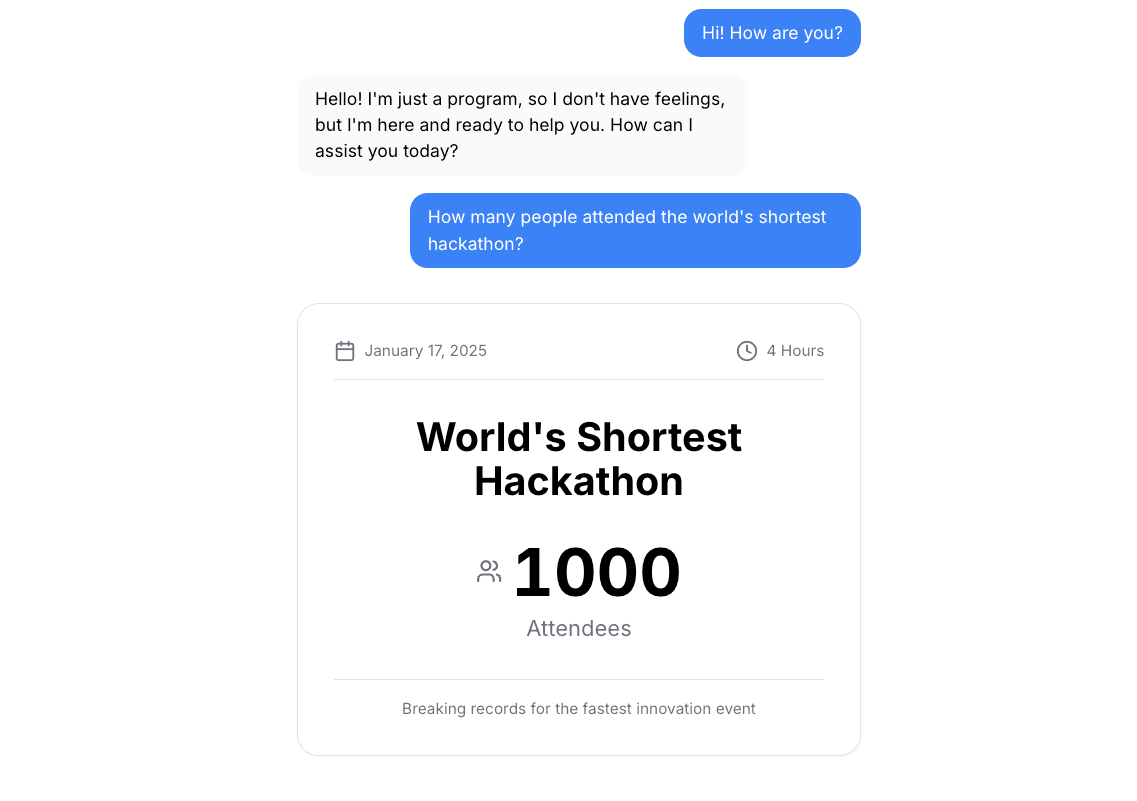 Hi! How are you?
Hello! I'm just a program, so I don't have feelings,
but I'm here and ready to help you. How can I
assist you today?
How many people attended the world's shortest
hackathon?
January 17, 2025
4 Hours
World's Shortest
Hackathon
1000
Attendees
Breaking records for the fastest innovation event